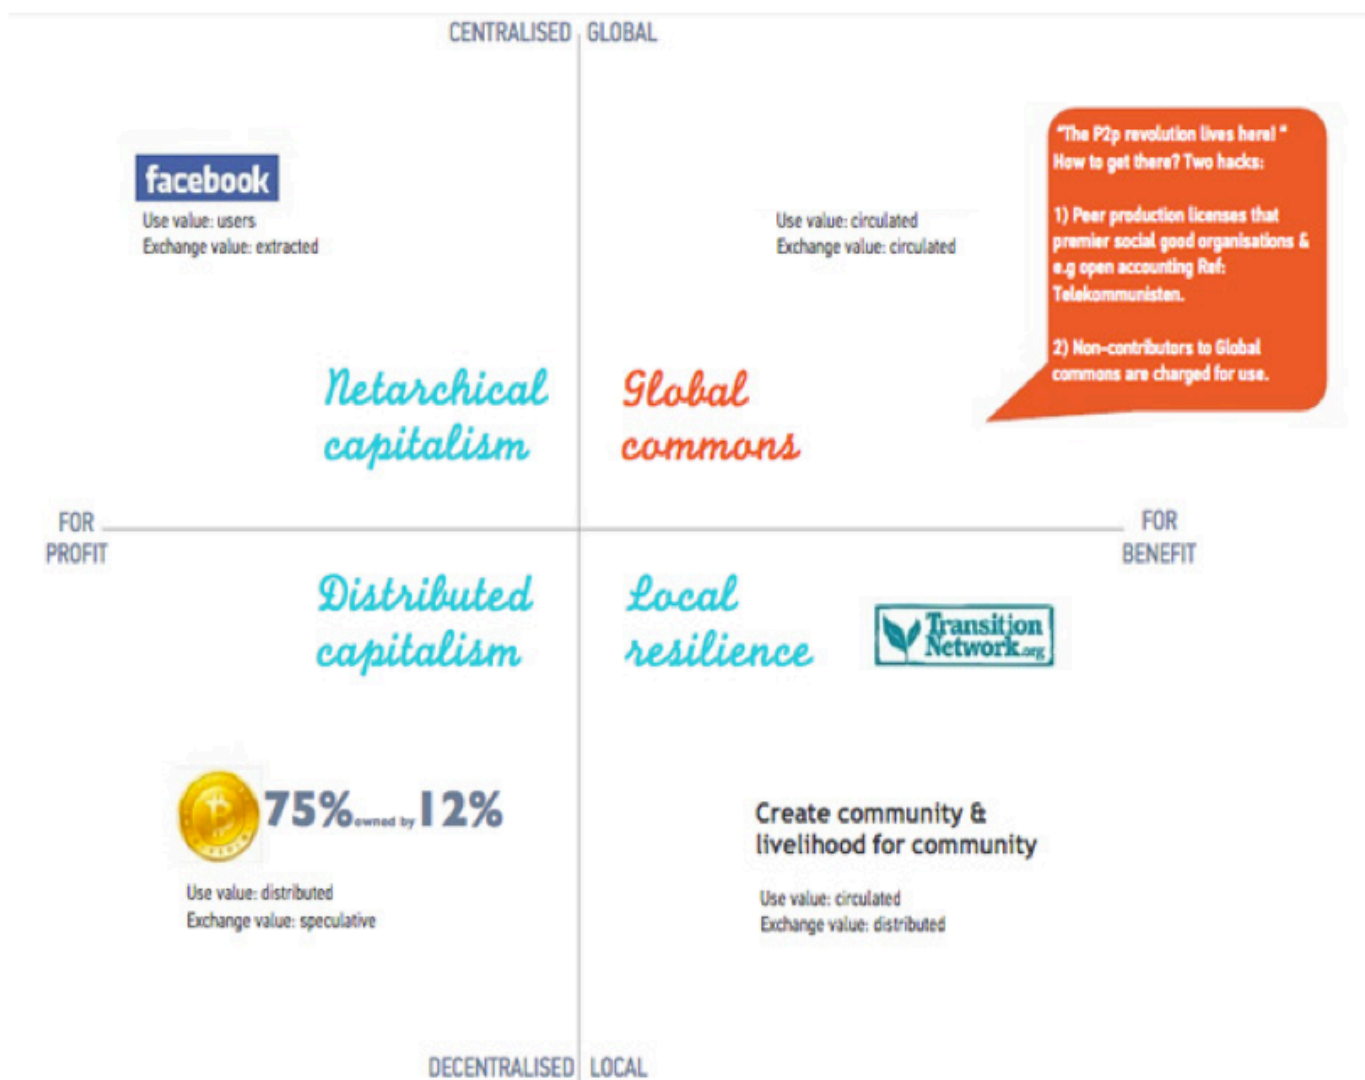 CENTRALISED GLOBAL
facebook
Use value: users
Exchange value: extracted
Use value: circulated
Exchange value: circulated
"The P2p revolution lives here! "
How to get there? Two hacks:
1) Peer production licenses that
premier social good organisations &
e.g open accounting Ref:
Telekommunisten.
2) Non-contributors to Global
commons are charged for use.
Netarchical
capitalism
Global
commons
FOR
PROFIT
FOR
BENEFIT
Distributed
capitalism
Local
resilience
Transition
Network.org
75% owned by 12%
Use value: distributed
Exchange value: speculative
Create community &
livelihood for community
Use value: circulated
Exchange value: distributed
DECENTRALISED LOCAL